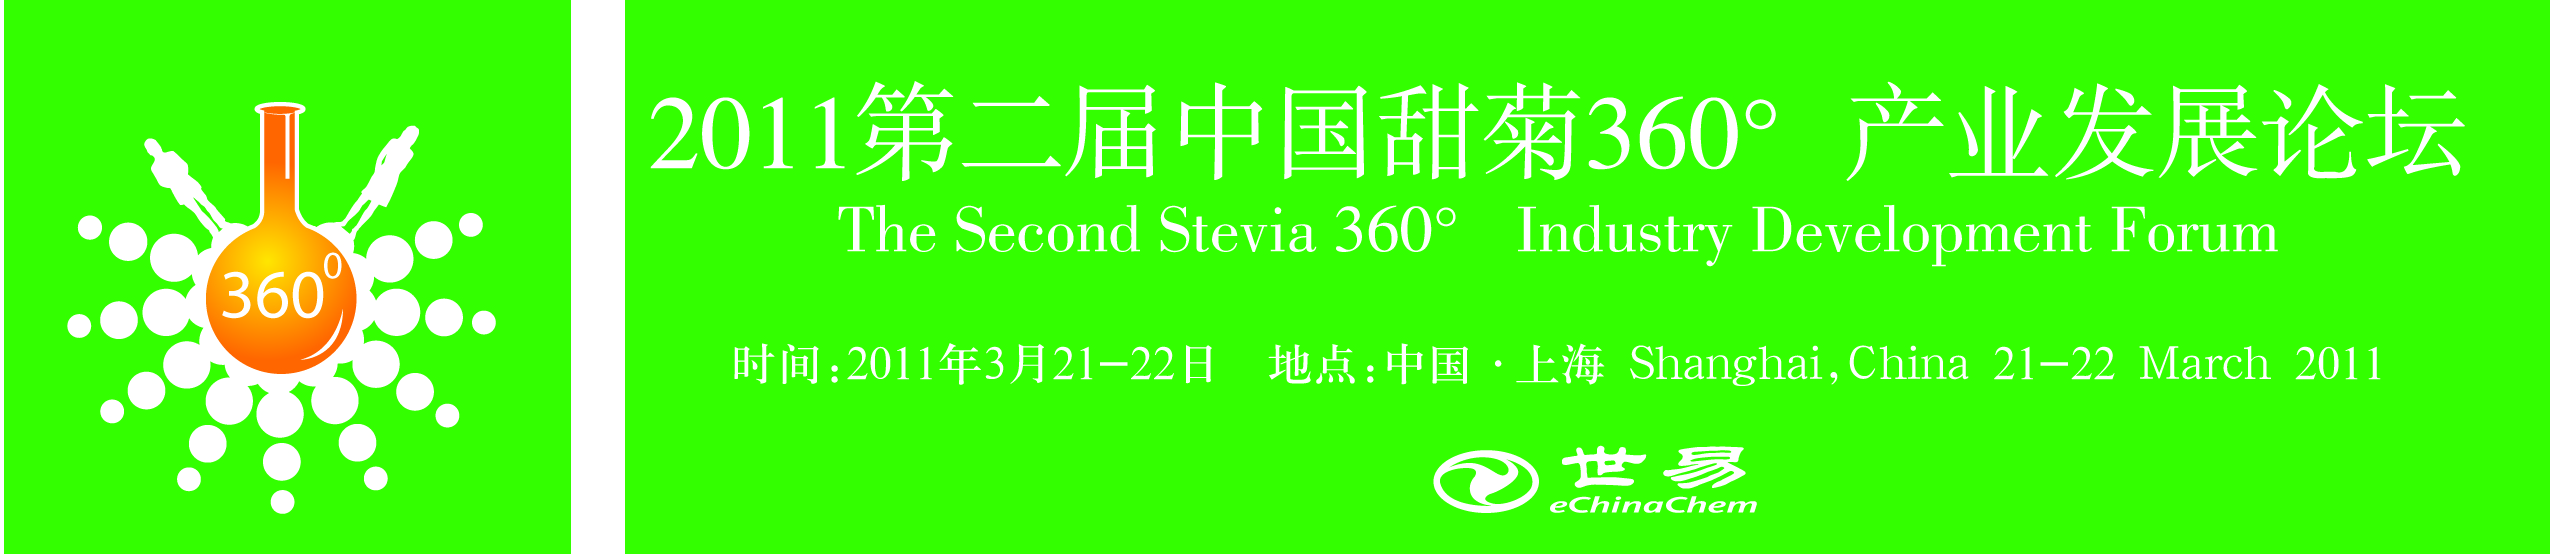 360⁰
2011第二届中国甜菊360° 产业发展论坛
The Second Stevia 360° Industry Development Forum
时间:2011年3月21-22日 地点:中国·上海 Shanghai,China 21-22 March 2011
世易
eChinaChem